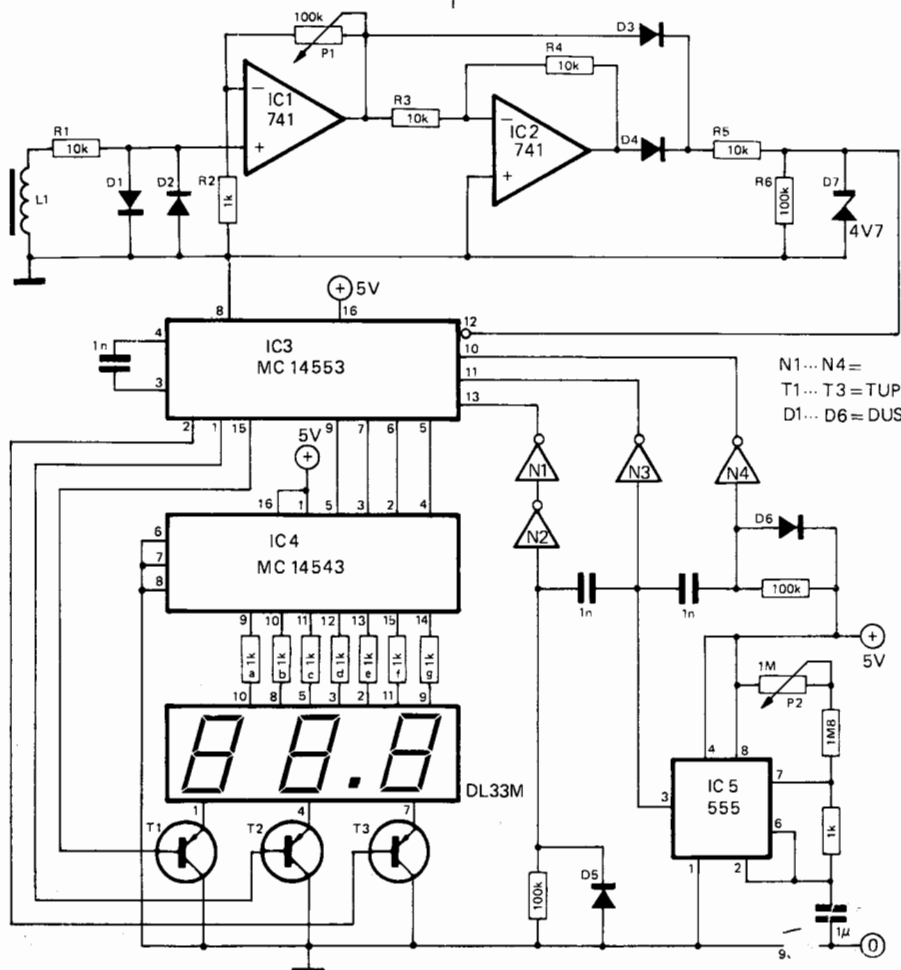 100k
P1
D3
R4
10k
IC1
741
R3
10k
IC2
741
D4
R5
10k
R1
10k
D1
D2
R2
1k
L1
R6
100k
D7
4V7
8
5V
16
12
4
1n
3
IC3
MC 14553
10
11
13
N1...N4=
T1...T3=TUP
D1...D6=DUS
2
1
15
9
7
6
5
5V
N1
N3
N4
16
1
5
3
2
4
6
7
8
IC4
MC 14543
N2
D6
1n
1n
100k
9
10
11
12
13
15
14
5V
1k
a
1k
b
1k
c
1k
d
1k
e
1k
f
1k
g
1M
P2
10
8
5
3
2
11
9
1M8
8 8.8
DL33M
4
8
7
IC5
555
3
6
1k
1
4
7
T1
T2
T3
1
2
100k
D5
1µ
0